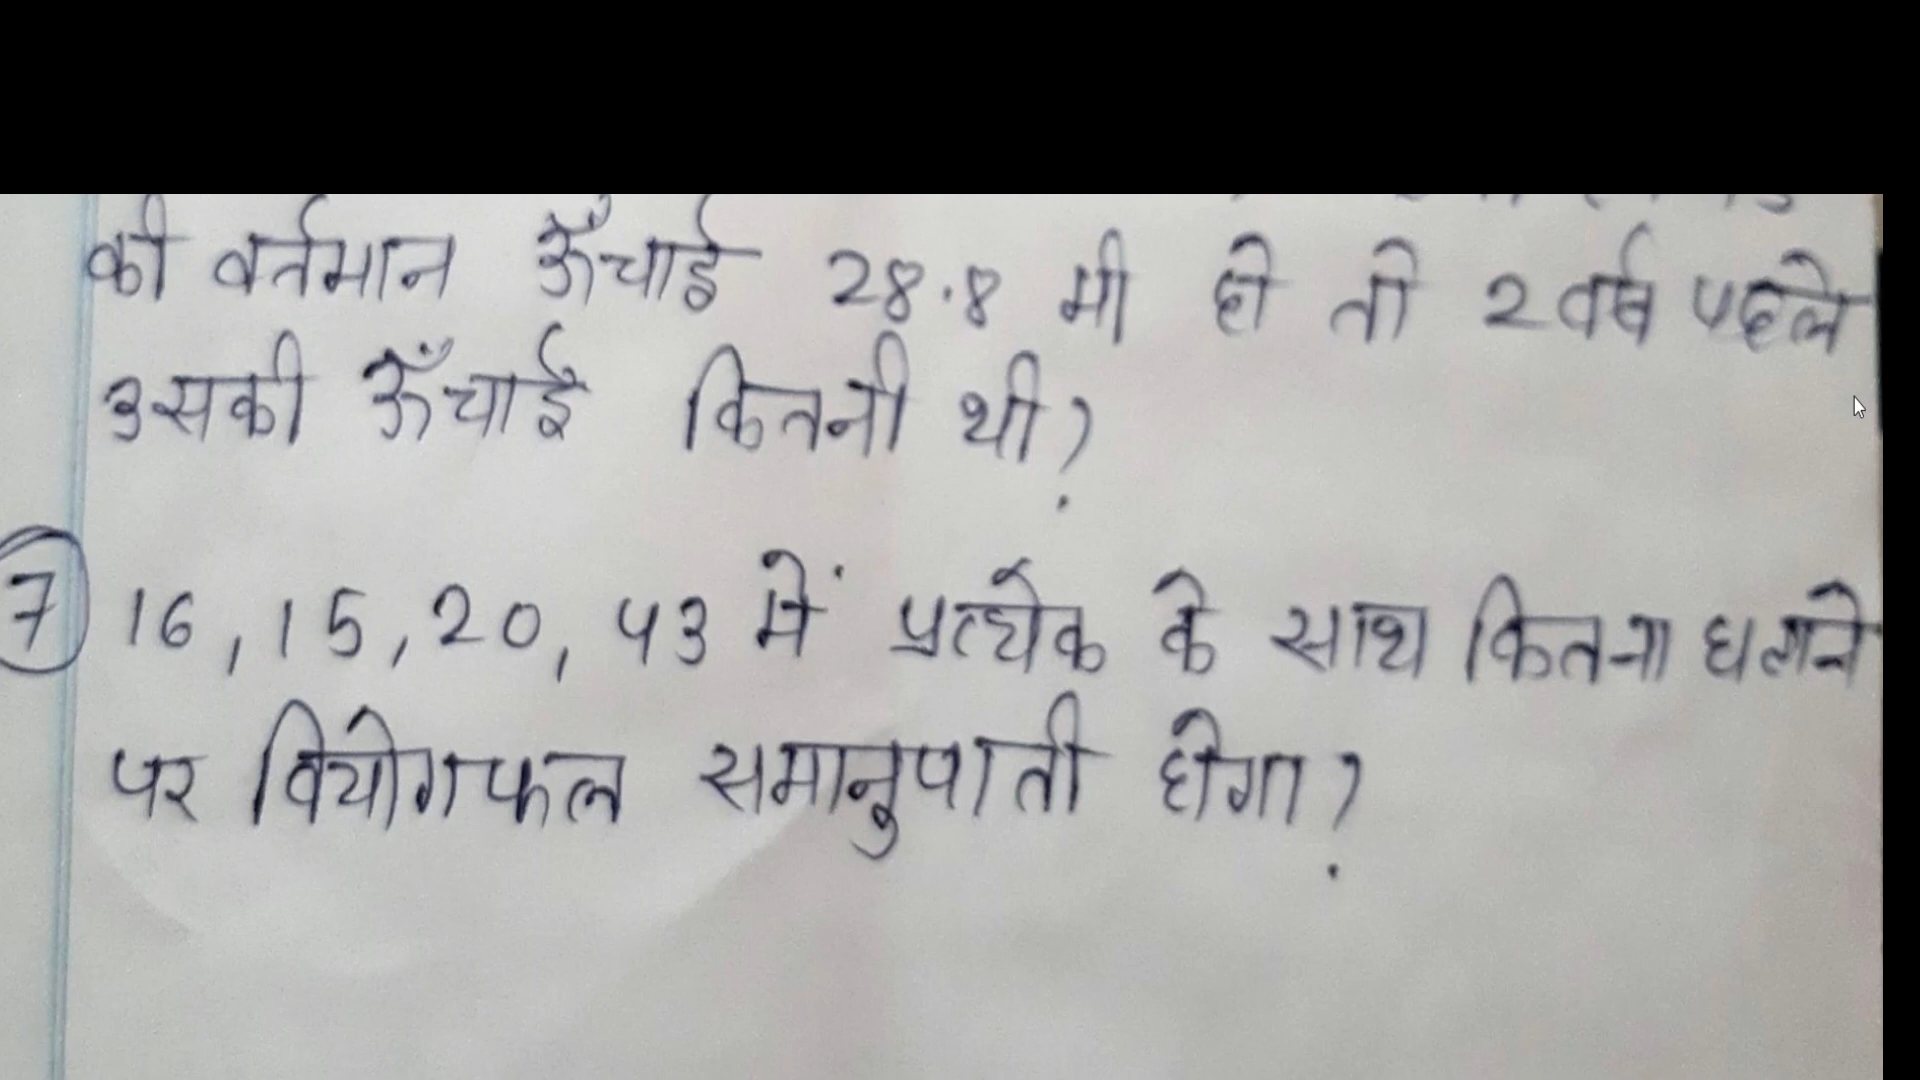 की वर्तमान ऊँचाई 28.8 मी हो तो 2 वर्ष पहले
उसकी ऊँचाई कितनी थी?
7 16, 15, 20, 43 में प्रत्येक के साथ कितना घटाने
पर वियोगफल समानुपाती होगा?